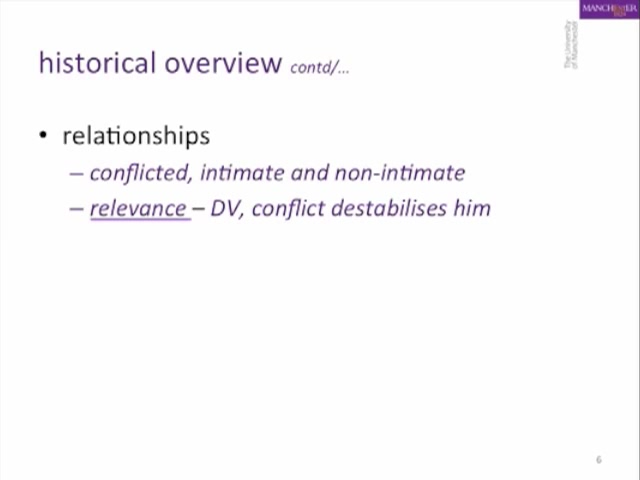 MANCHESTER
1824
The University
of Manchester
historical overview contd/...
• relationships
– conflicted, intimate and non-intimate
– relevance – DV, conflict destabilises him
6